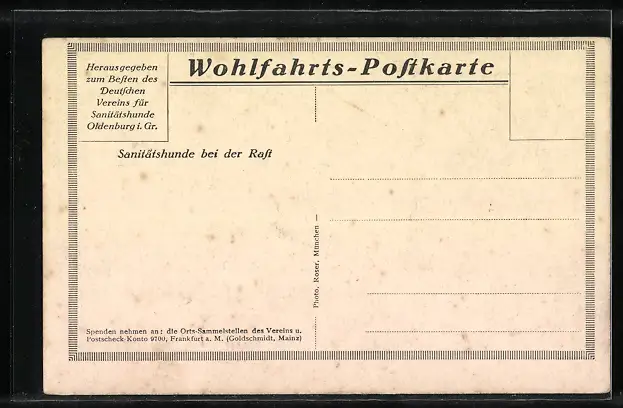 Herausgegeben
zum Beſten des
Deutſchen
Vereins für
Sanitätshunde
Oldenburg i. Gr.
Wohlfahrts-Poſtkarte
Sanitätshunde bei der Raſt
Photo. Roser, München —
Spenden nehmen an: die Orts-Sammelstellen des Vereins u.
Postscheck-Konto 9700, Frankfurt a. M. (Goldschmidt, Mainz)